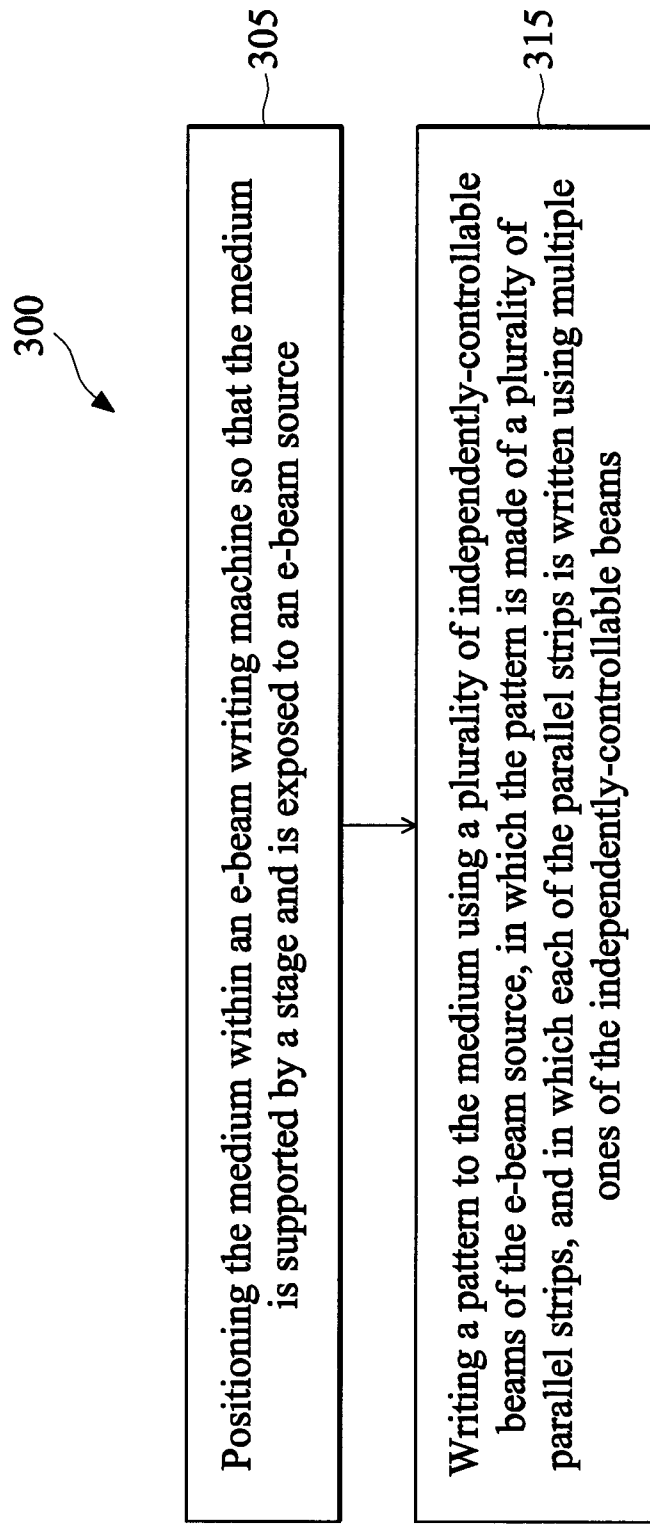 300
Positioning the medium within an e-beam writing machine so that the medium
is supported by a stage and is exposed to an e-beam source
305
Writing a pattern to the medium using a plurality of independently-controllable
beams of the e-beam source, in which the pattern is made of a plurality of
parallel strips, and in which each of the parallel strips is written using multiple
ones of the independently-controllable beams
315